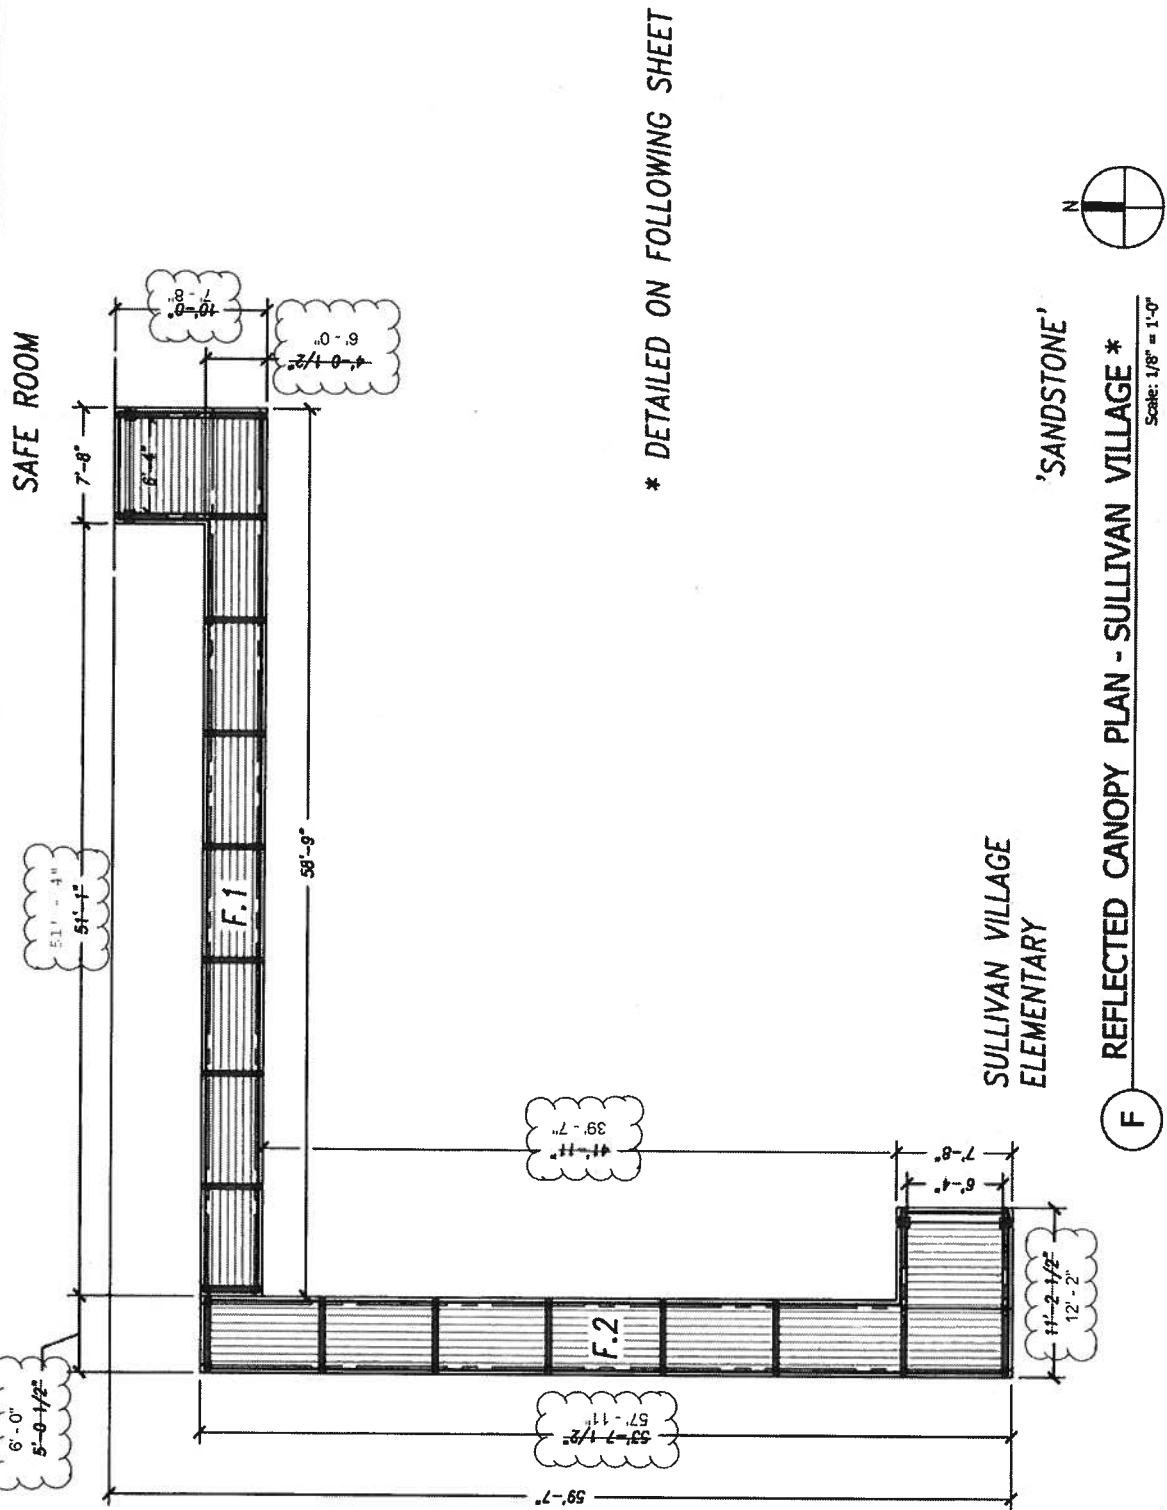 SAFE ROOM
7'-8"
6'-4"
10'-0"
7'-8"
4'-0 1/2"
6'-0"
51'-4"
51'-1"
58'-9"
F.1
* DETAILED ON FOLLOWING SHEET
6'-0"
5'-0 1/2"
41'-11"
39'-7"
F.2
7'-8"
6'-4"
11'-2 1/2"
12'-2"
53'-7 1/2"
57'-11"
59'-7"
SULLIVAN VILLAGE
ELEMENTARY
'SANDSTONE'
N
F
REFLECTED CANOPY PLAN - SULLIVAN VILLAGE *
Scale: 1/8" = 1'-0"